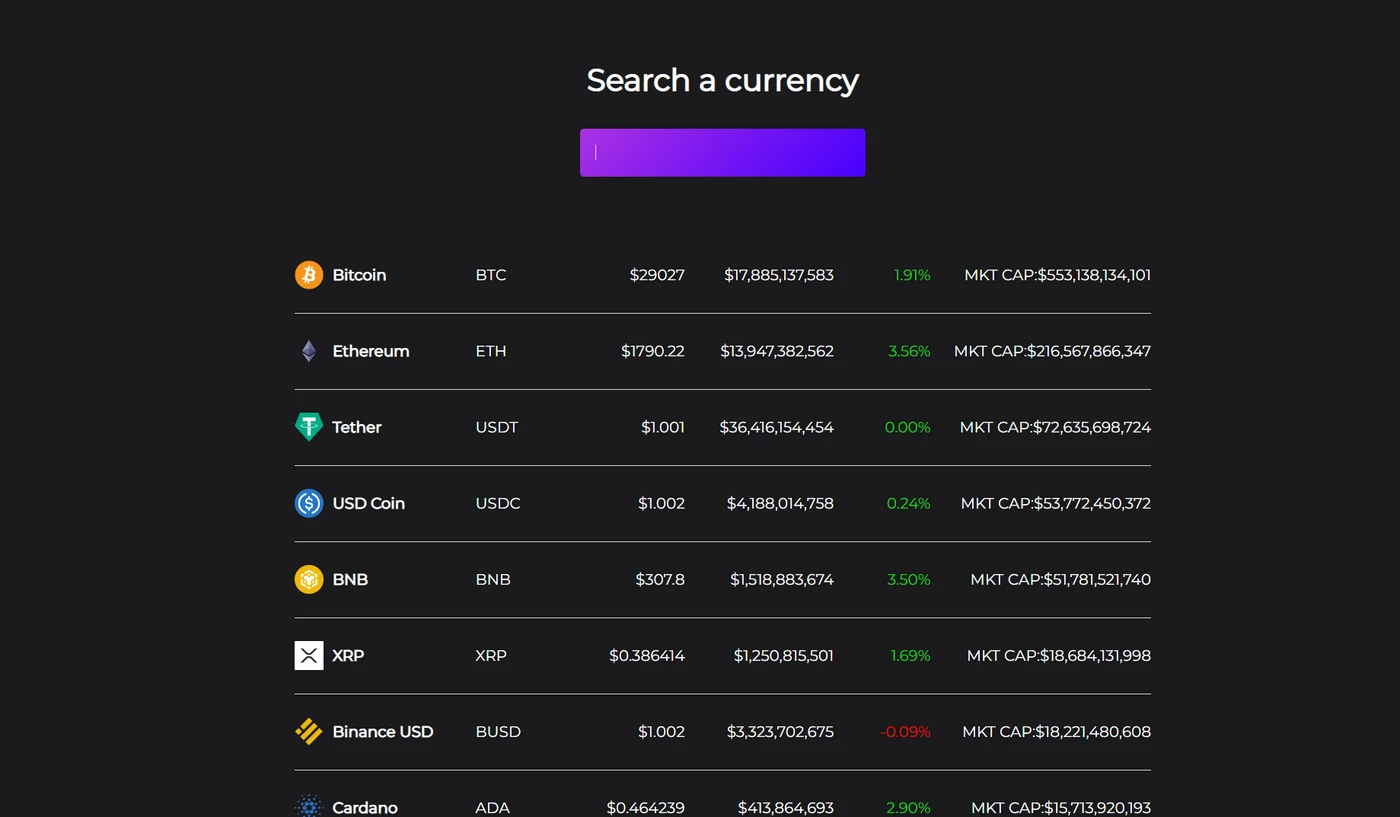 Search a currency
Bitcoin BTC $29027 $17,885,137,583 1.91% MKT CAP:$553,138,134,101
Ethereum ETH $1790.22 $13,947,382,562 3.56% MKT CAP:$216,567,866,347
Tether USDT $1.001 $36,416,154,454 0.00% MKT CAP:$72,635,698,724
USD Coin USDC $1.002 $4,188,014,758 0.24% MKT CAP:$53,772,450,372
BNB BNB $307.8 $1,518,883,674 3.50% MKT CAP:$51,781,521,740
XRP XRP $0.386414 $1,250,815,501 1.69% MKT CAP:$18,684,131,998
Binance USD BUSD $1.002 $3,323,702,675 -0.09% MKT CAP:$18,221,480,608
Cardano ADA $0.464239 $413,864,693 2.90% MKT CAP:$15,713,920,193